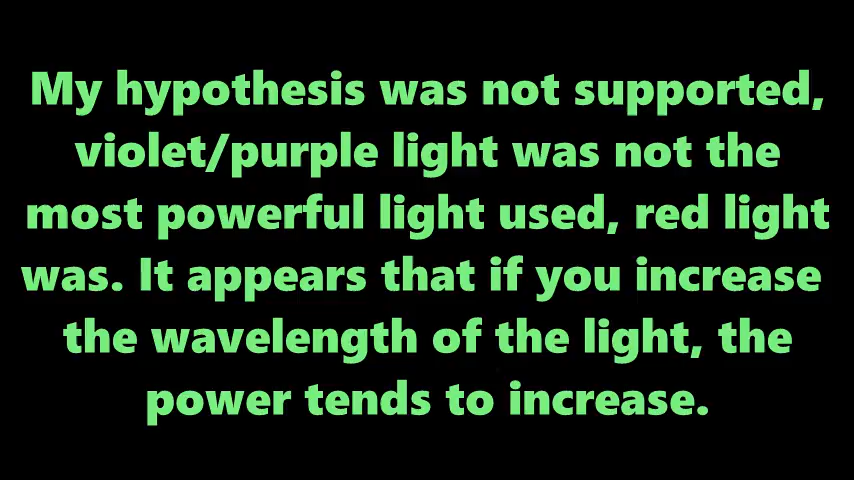 My hypothesis was not supported,
violet/purple light was not the
most powerful light used, red light
was. It appears that if you increase
the wavelength of the light, the
power tends to increase.